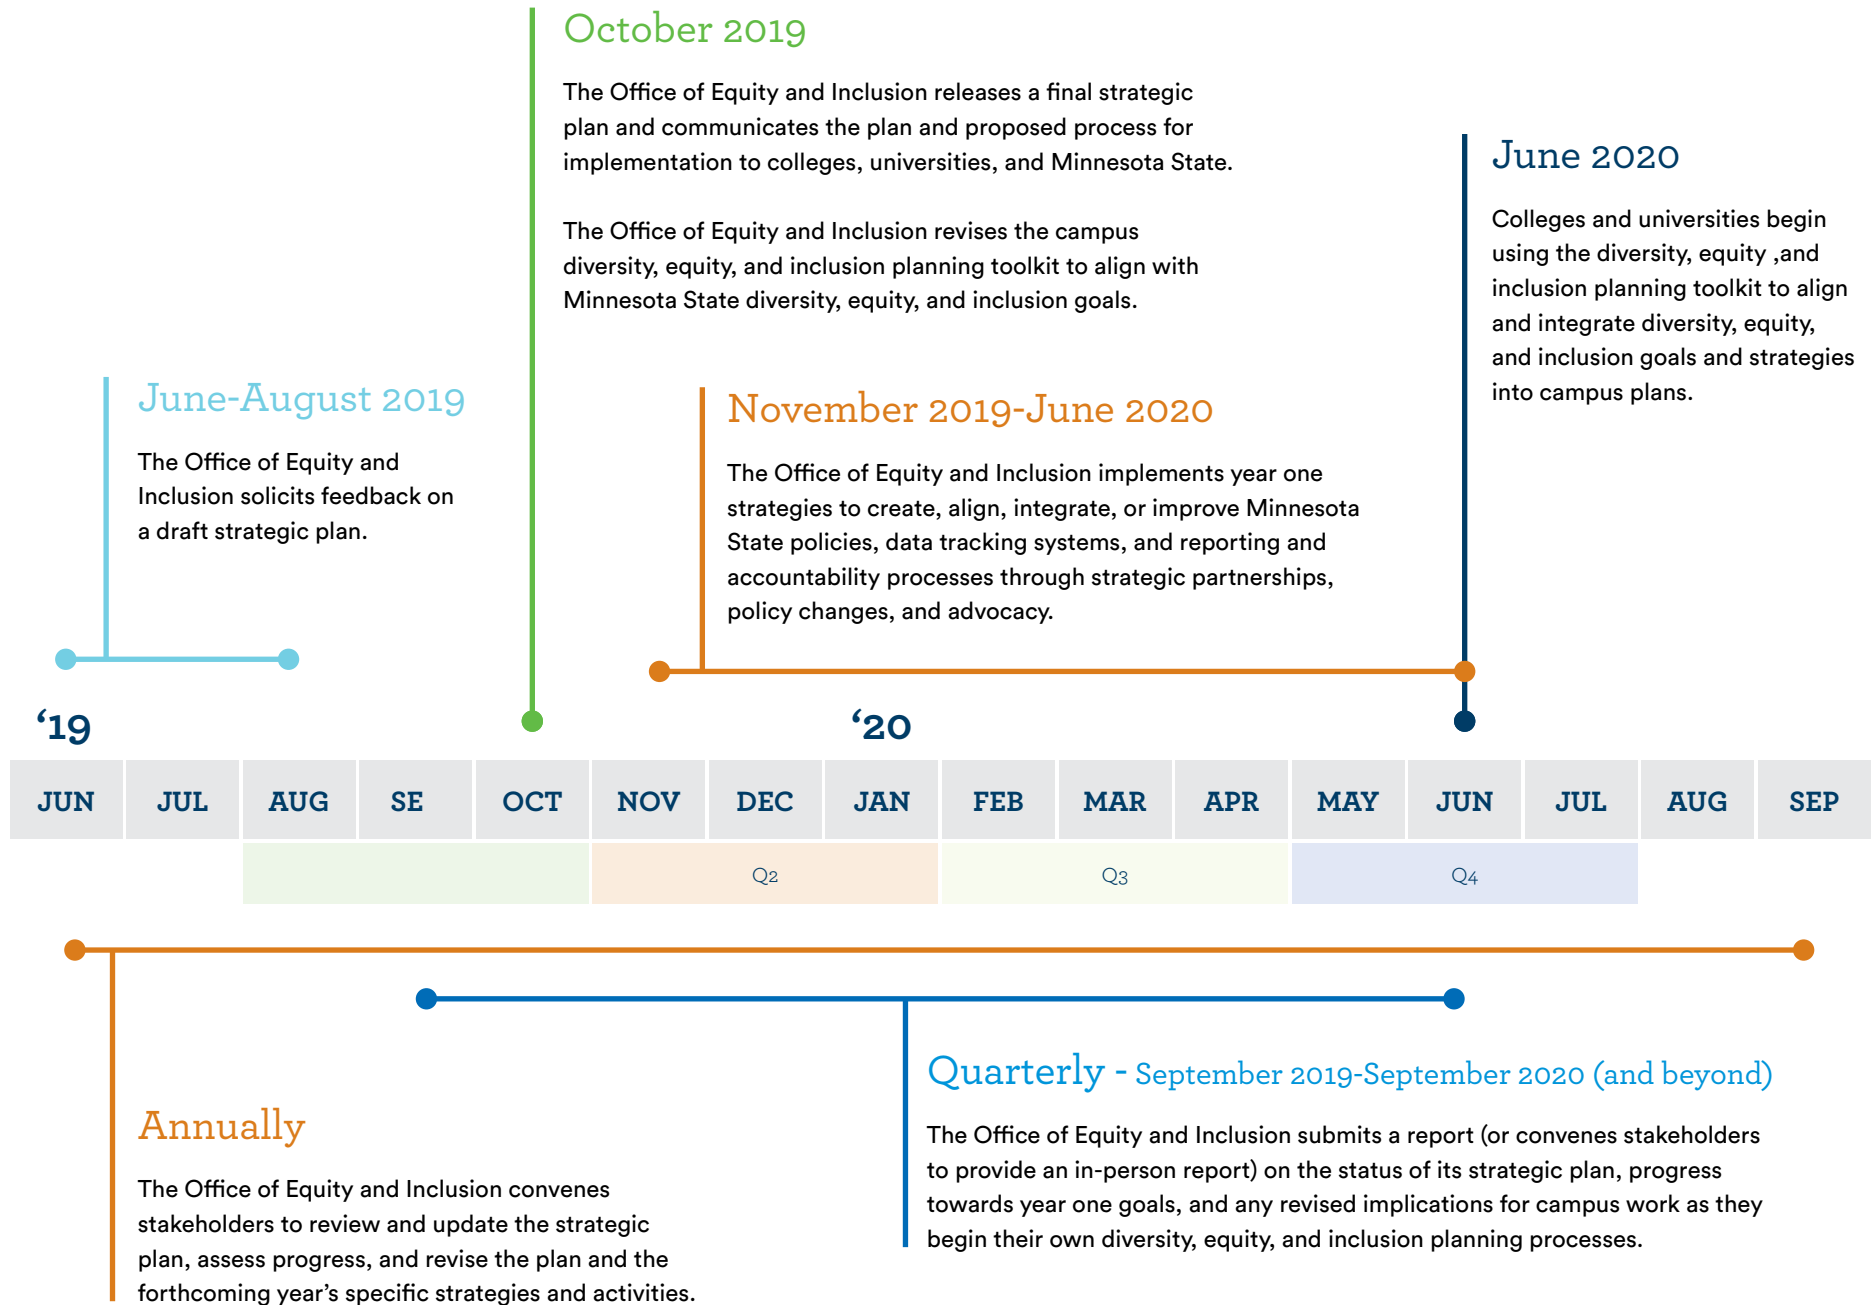 October 2019
The Office of Equity and Inclusion releases a final strategic
plan and communicates the plan and proposed process for
implementation to colleges, universities, and Minnesota State.
The Office of Equity and Inclusion revises the campus
diversity, equity, and inclusion planning toolkit to align with
Minnesota State diversity, equity, and inclusion goals.
June 2020
Colleges and universities begin
using the diversity, equity ,and
inclusion planning toolkit to align
and integrate diversity, equity,
and inclusion goals and strategies
into campus plans.
June-August 2019
The Office of Equity and
Inclusion solicits feedback on
a draft strategic plan.
November 2019-June 2020
The Office of Equity and Inclusion implements year one
strategies to create, align, integrate, or improve Minnesota
State policies, data tracking systems, and reporting and
accountability processes through strategic partnerships,
policy changes, and advocacy.
‘19 ‘20
JUN JUL AUG SE OCT NOV DEC JAN FEB MAR APR MAY JUN JUL AUG SEP
Q2 Q3 Q4
Quarterly - September 2019-September 2020 (and beyond)
The Office of Equity and Inclusion submits a report (or convenes stakeholders
to provide an in-person report) on the status of its strategic plan, progress
towards year one goals, and any revised implications for campus work as they
begin their own diversity, equity, and inclusion planning processes.
Annually
The Office of Equity and Inclusion convenes
stakeholders to review and update the strategic
plan, assess progress, and revise the plan and the
forthcoming year’s specific strategies and activities.